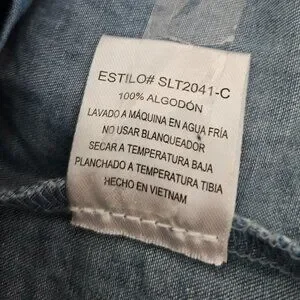 ESTILO# SLT2041-C
100% ALGODÓN
LAVADO A MÁQUINA EN AGUA FRÍA
NO USAR BLANQUEADOR
SECAR A TEMPERATURA BAJA
PLANCHADO A TEMPERATURA TIBIA
HECHO EN VIETNAM